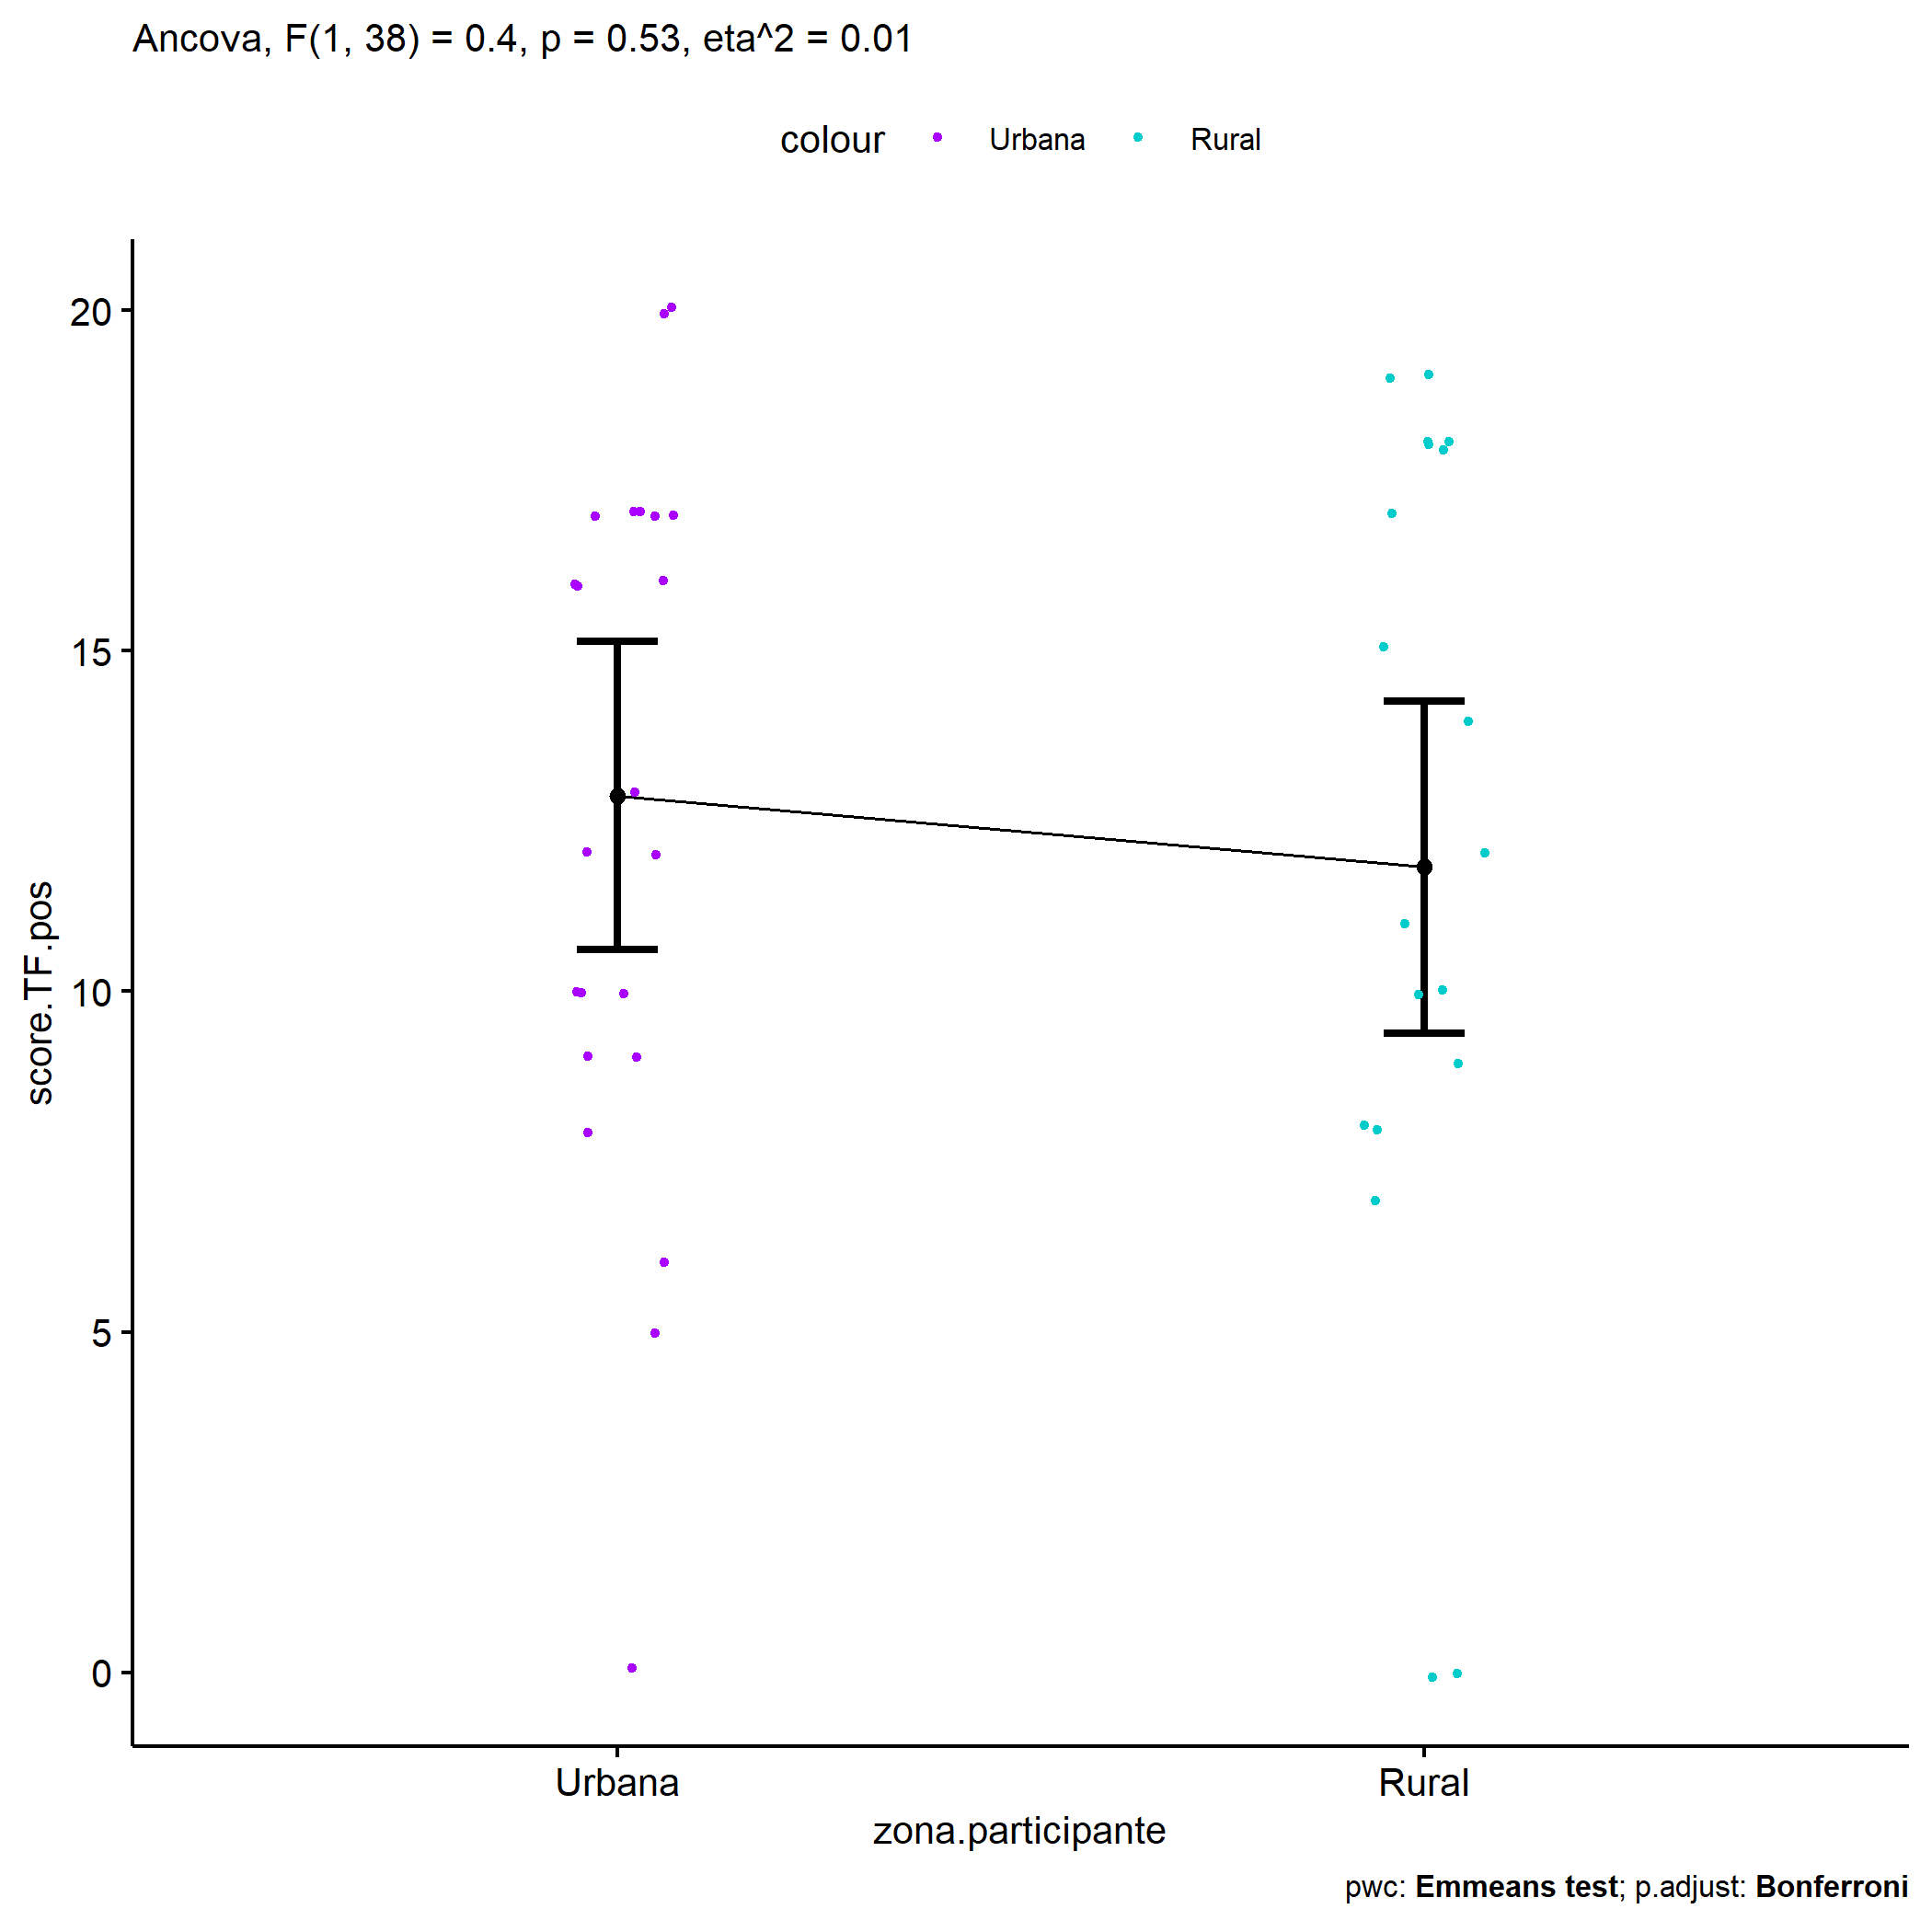 Ancova, F(1, 38) = 0.4, p = 0.53, eta^2 = 0.01
colour Urbana Rural
20
15
10
5
0
score.TF.pos
Urbana Rural
zona.participante
pwc: Emmeans test; p.adjust: Bonferroni